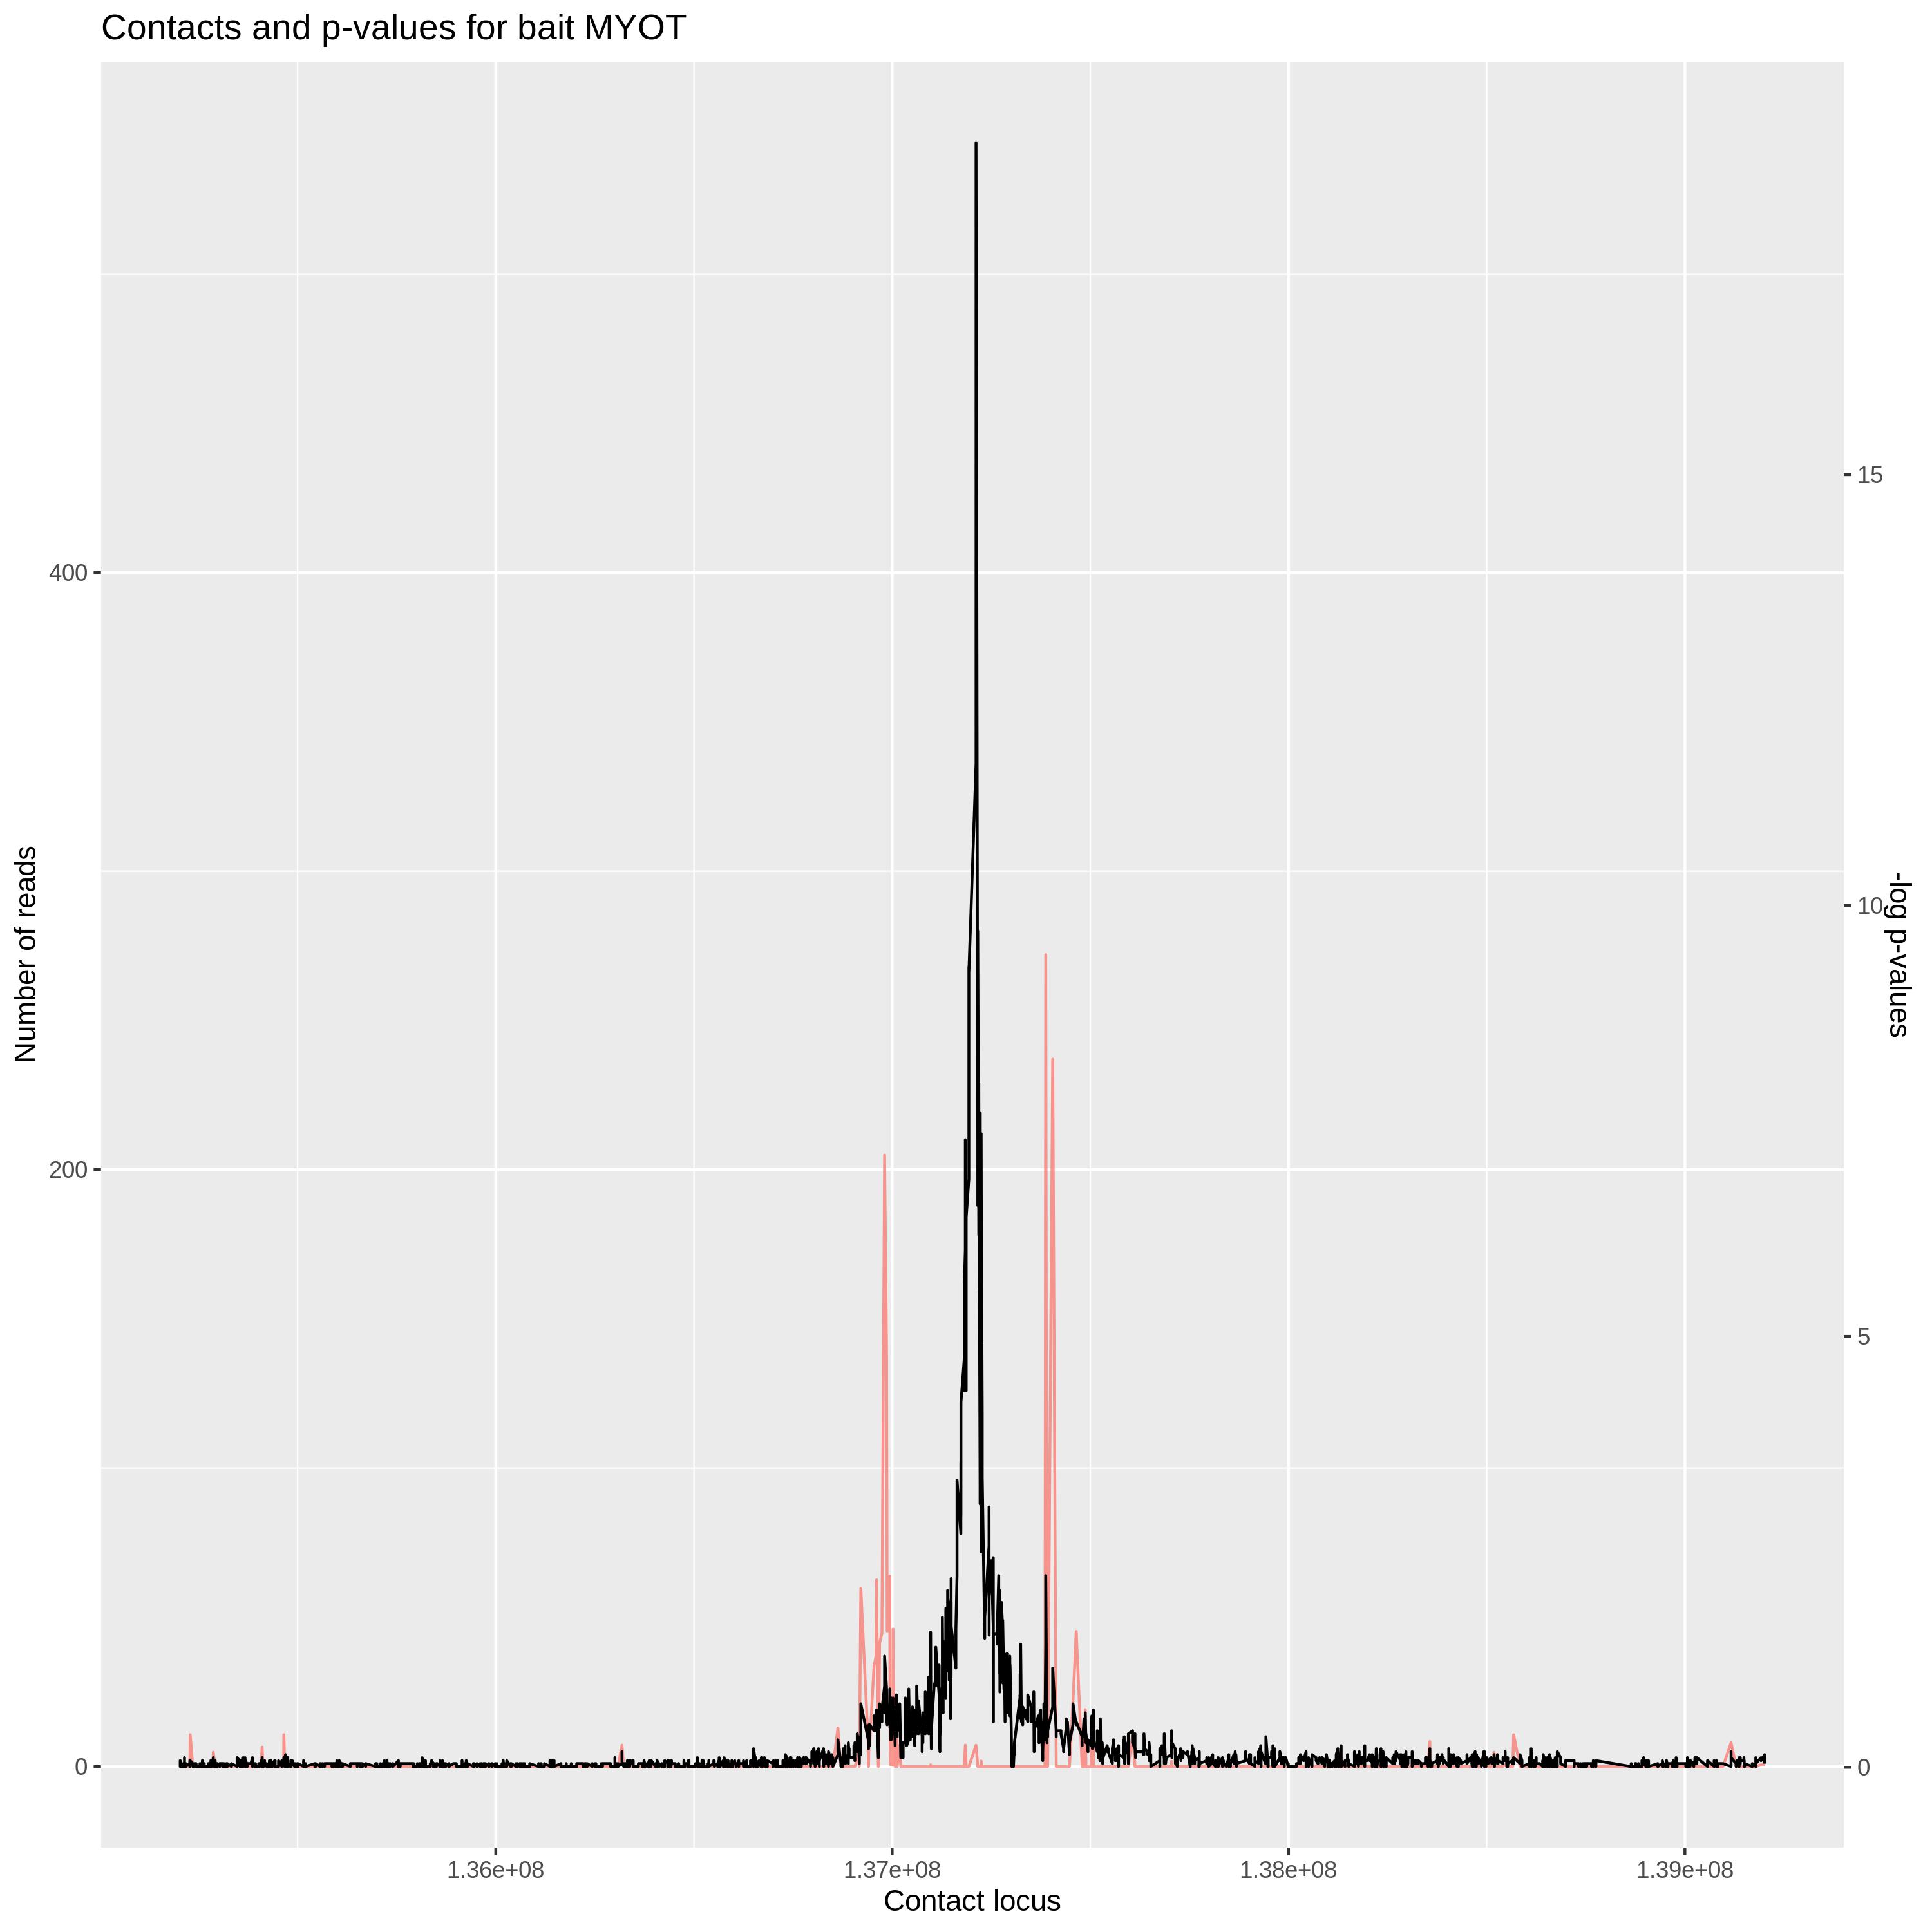 Contacts and p-values for bait MYOT
400
200
0
Number of reads
15
10
5
0
-log p-values
1.36e+08
1.37e+08
1.38e+08
1.39e+08
Contact locus